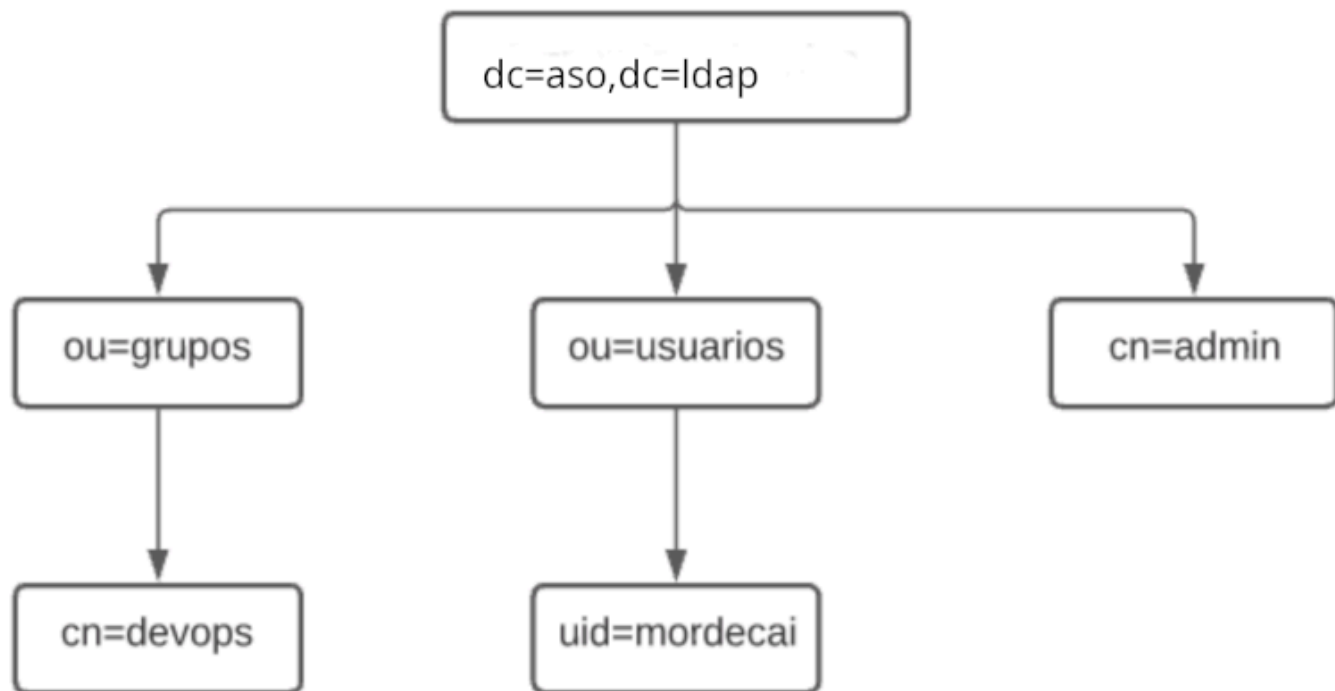 dc=aso,dc=ldap
ou=grupos
ou=usuarios
cn=admin
cn=devops
uid=mordecai